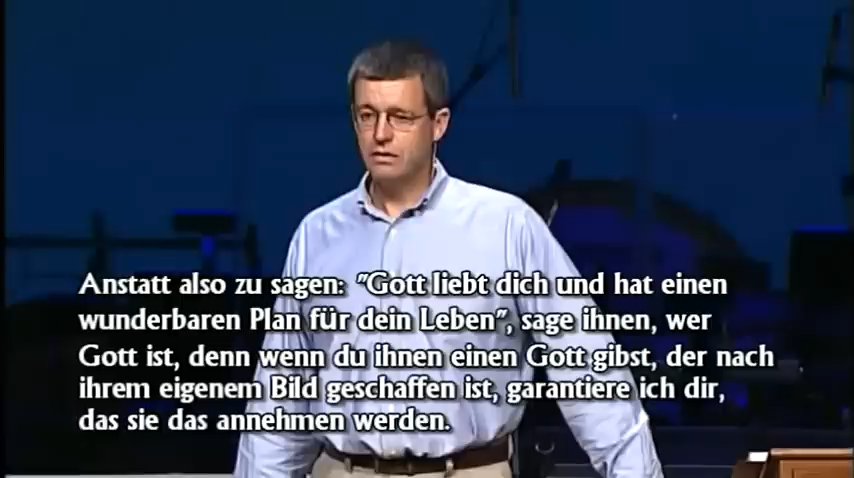 Anstatt also zu sagen: "Gott liebt dich und hat einen
wunderbaren Plan für dein Leben", sage ihnen, wer
Gott ist, denn wenn du ihnen einen Gott gibst, der nach
ihrem eigenem Bild geschaffen ist, garantiere ich dir,
das sie das annehmen werden.